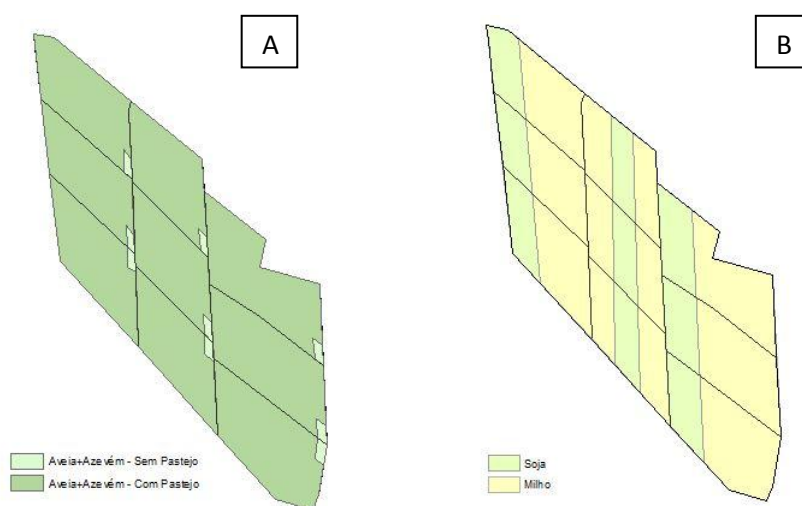 A
B
Aveia+Azevém - Sem Pastejo
Aveia+Azevém - Com Pastejo
Soja
Milho